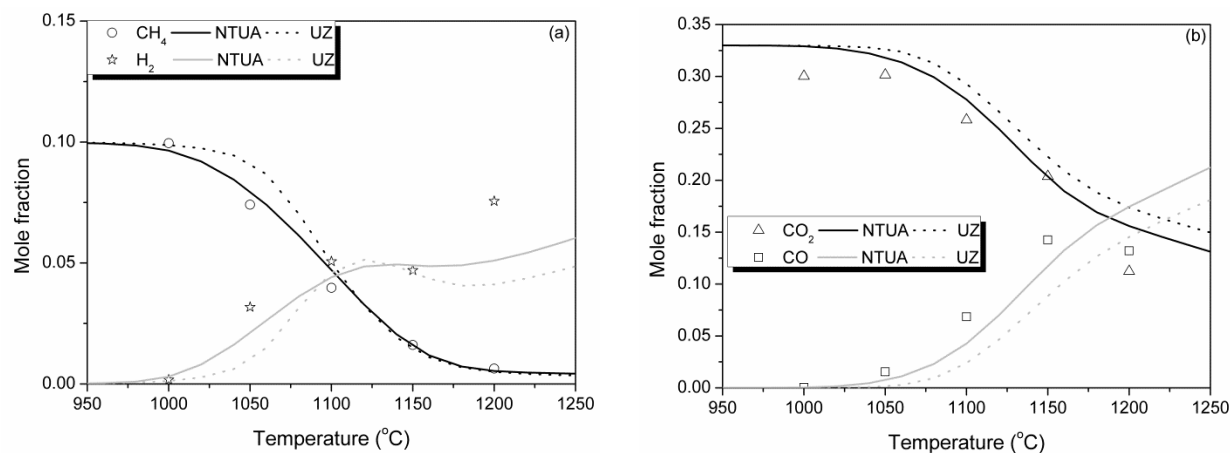 (a)
CH₄ NTUA UZ
H₂ NTUA UZ
0.15
0.10
0.05
0.00
Mole fraction
950 1000 1050 1100 1150 1200 1250
Temperature (°C)
(b)
0.35
0.30
0.25
0.20
0.15
0.10
0.05
0.00
Mole fraction
CO₂ NTUA UZ
CO NTUA UZ
950 1000 1050 1100 1150 1200 1250
Temperature (°C)